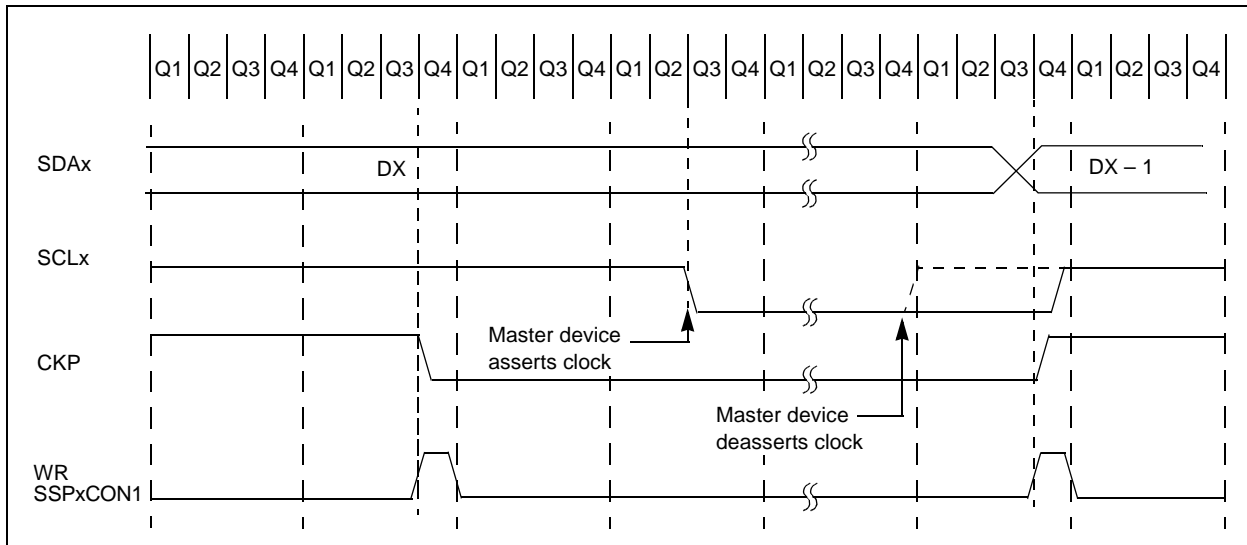 Q1 Q2 Q3 Q4 Q1 Q2 Q3 Q4 Q1 Q2 Q3 Q4 Q1 Q2 Q3 Q4 Q1 Q2 Q3 Q4 Q1 Q2 Q3 Q4 Q1 Q2 Q3 Q4
SDAx
DX
DX – 1
SCLx
Master device
asserts clock
CKP
Master device
deasserts clock
WR
SSPxCON1